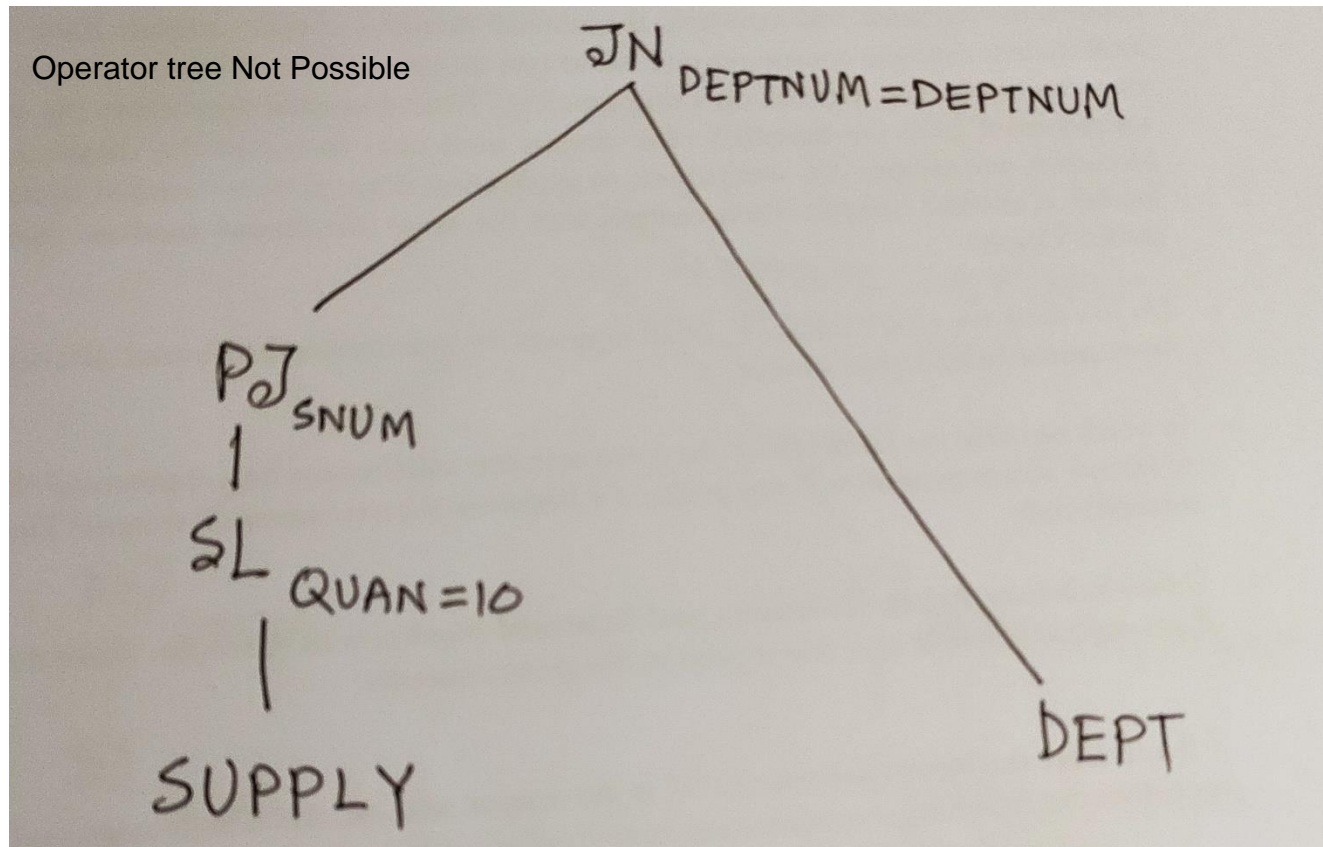 Operator tree Not Possible
JN DEPTNUM=DEPTNUM
PJ SNUM
SL QUAN=10
SUPPLY
DEPT